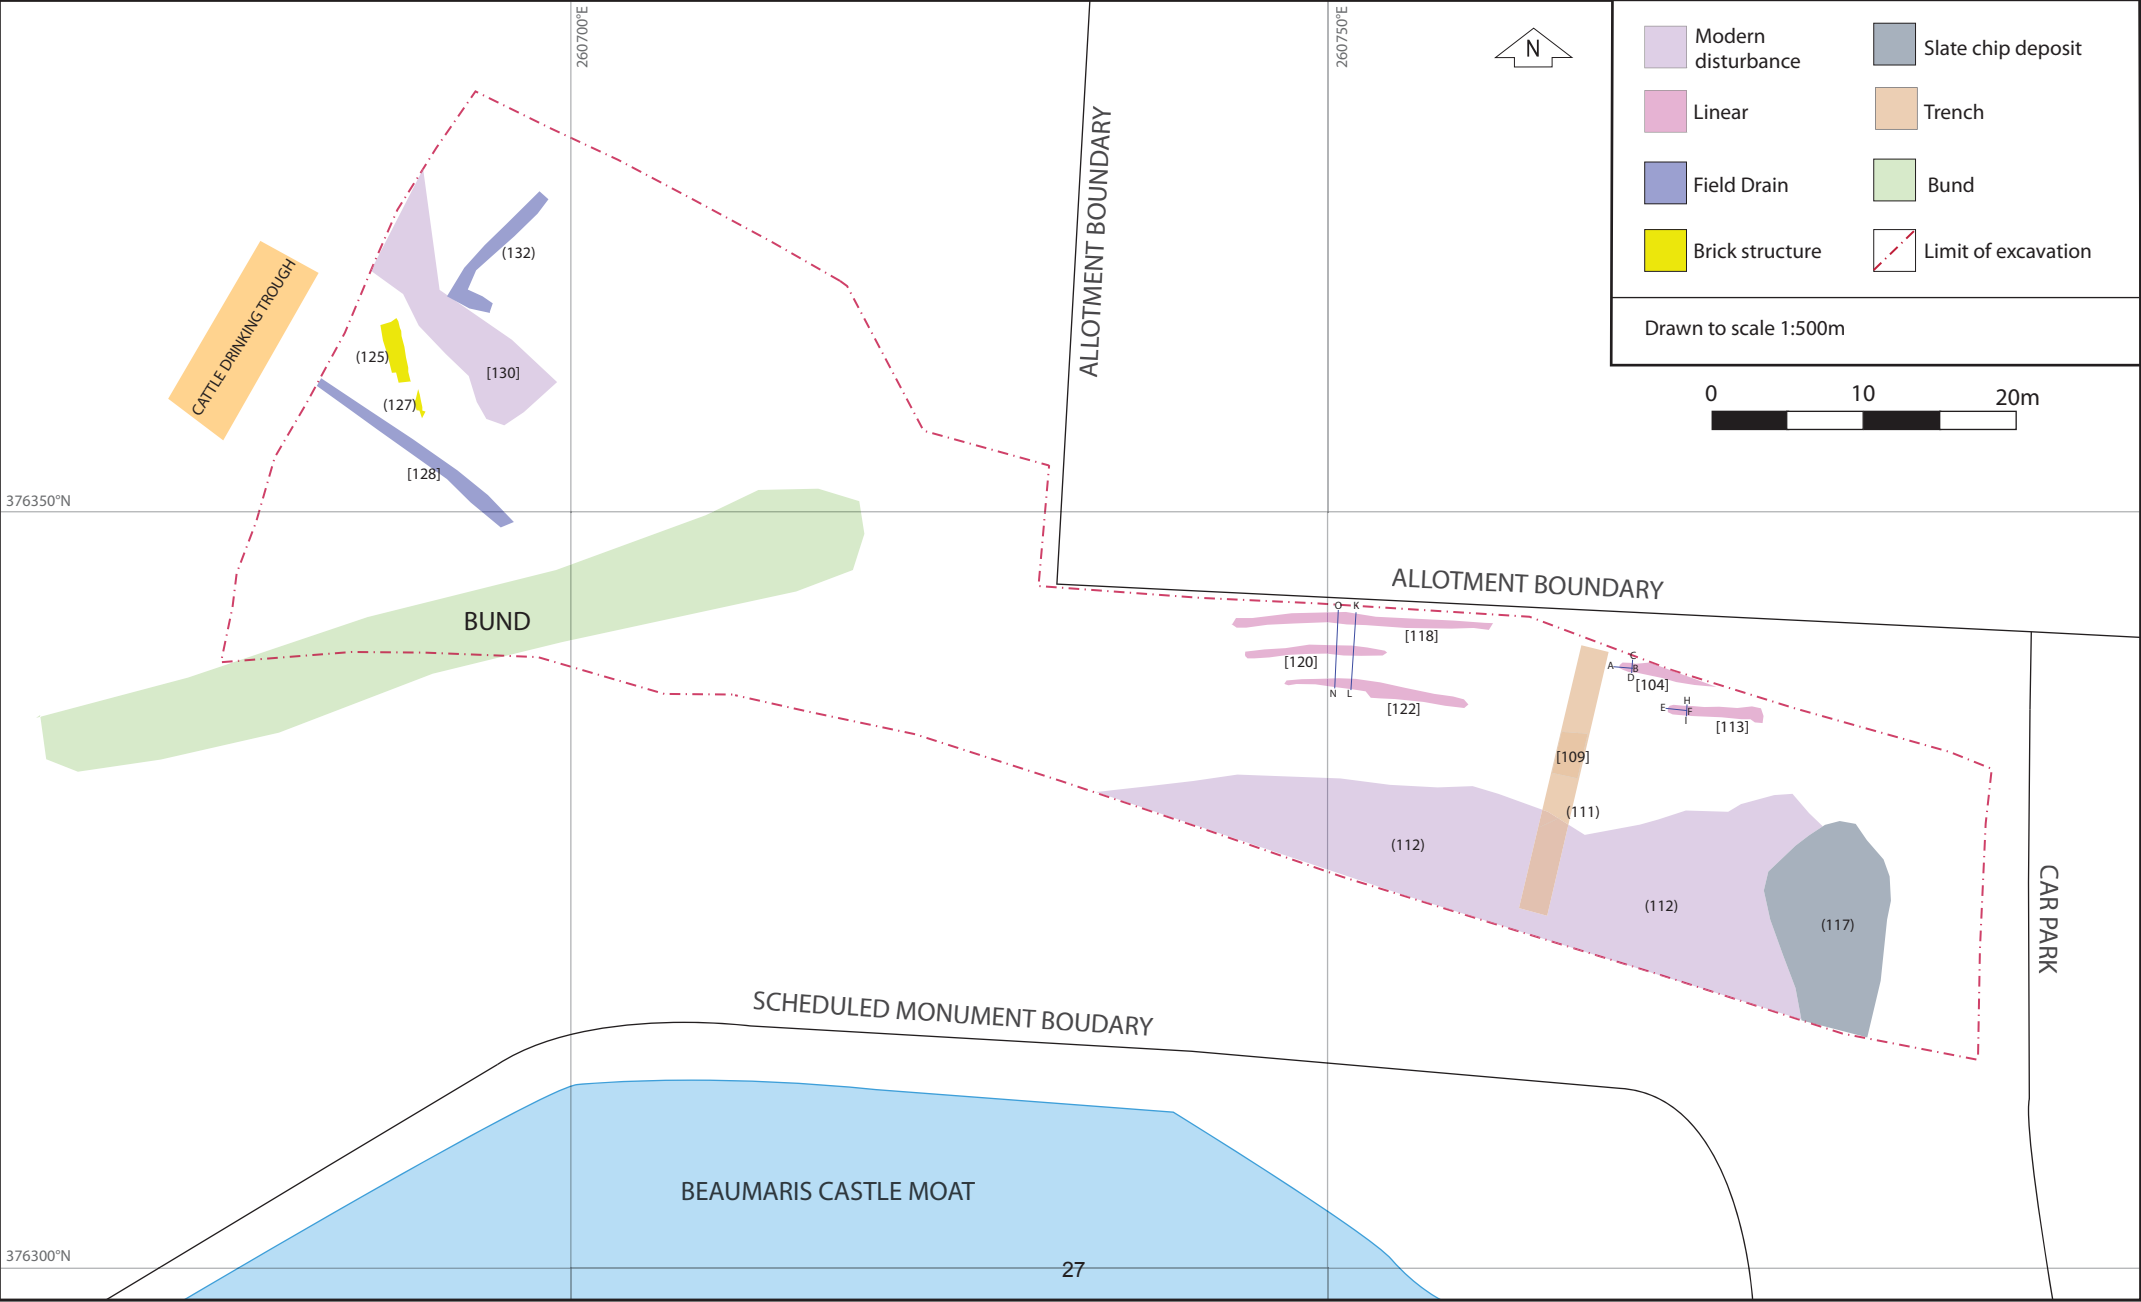 260700°E
260750°E
N
Modern
disturbance
Slate chip deposit
Linear
Trench
Field Drain
Bund
Brick structure
Limit of excavation
Drawn to scale 1:500m
0 10 20m
ALLOTMENT BOUNDARY
CATTLE DRINKING TROUGH
(132)
(125)
[130]
(127)
[128]
376350°N
BUND
ALLOTMENT BOUNDARY
O K
[118]
[120]
N L
[122]
C
A B
D
[104]
H
E F
I
[113]
[109]
(111)
(112)
(112)
(117)
CAR PARK
SCHEDULED MONUMENT BOUDARY
BEAUMARIS CASTLE MOAT
376300°N
27